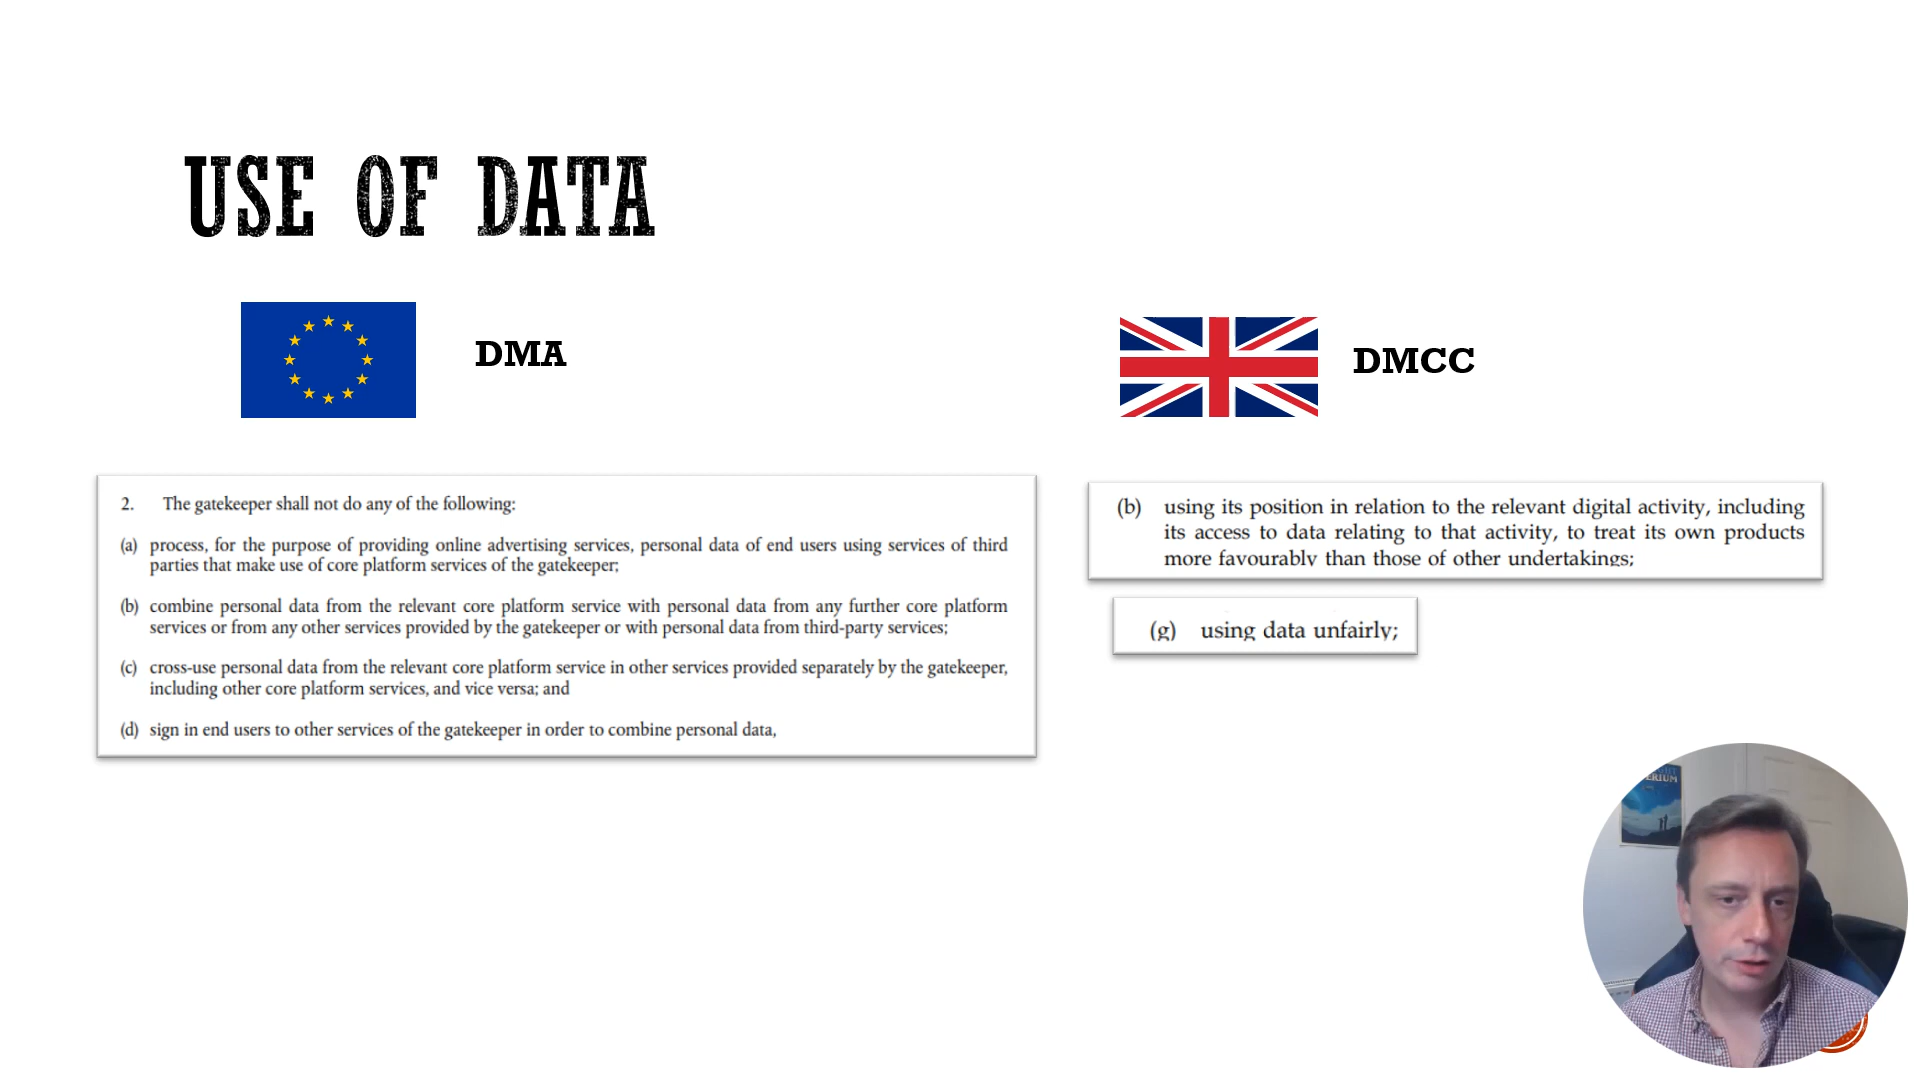 USE OF DATA
DMA
DMCC
2. The gatekeeper shall not do any of the following:
(a) process, for the purpose of providing online advertising services, personal data of end users using services of third
parties that make use of core platform services of the gatekeeper;
(b) combine personal data from the relevant core platform service with personal data from any further core platform
services or from any other services provided by the gatekeeper or with personal data from third-party services;
(c) cross-use personal data from the relevant core platform service in other services provided separately by the gatekeeper,
including other core platform services, and vice versa; and
(d) sign in end users to other services of the gatekeeper in order to combine personal data,
(b) using its position in relation to the relevant digital activity, including
its access to data relating to that activity, to treat its own products
more favourably than those of other undertakings;
(g) using data unfairly;